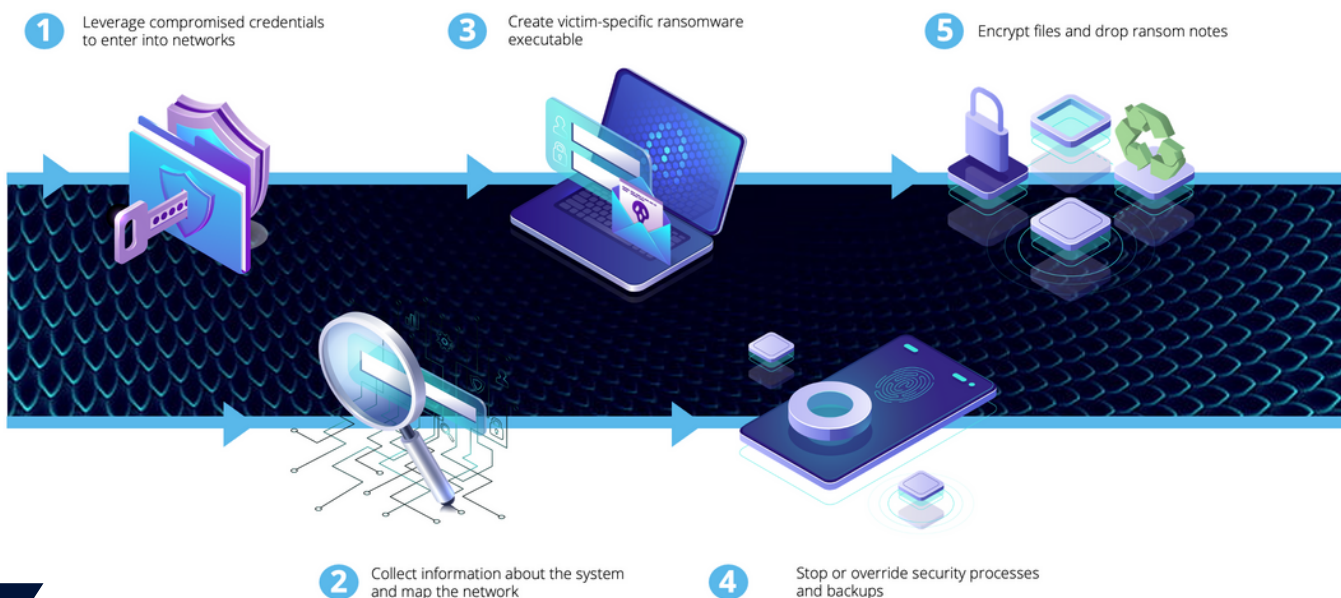 1
Leverage compromised credentials
to enter into networks
3
Create victim-specific ransomware
executable
5
Encrypt files and drop ransom notes
2
Collect information about the system
and map the network
4
Stop or override security processes
and backups